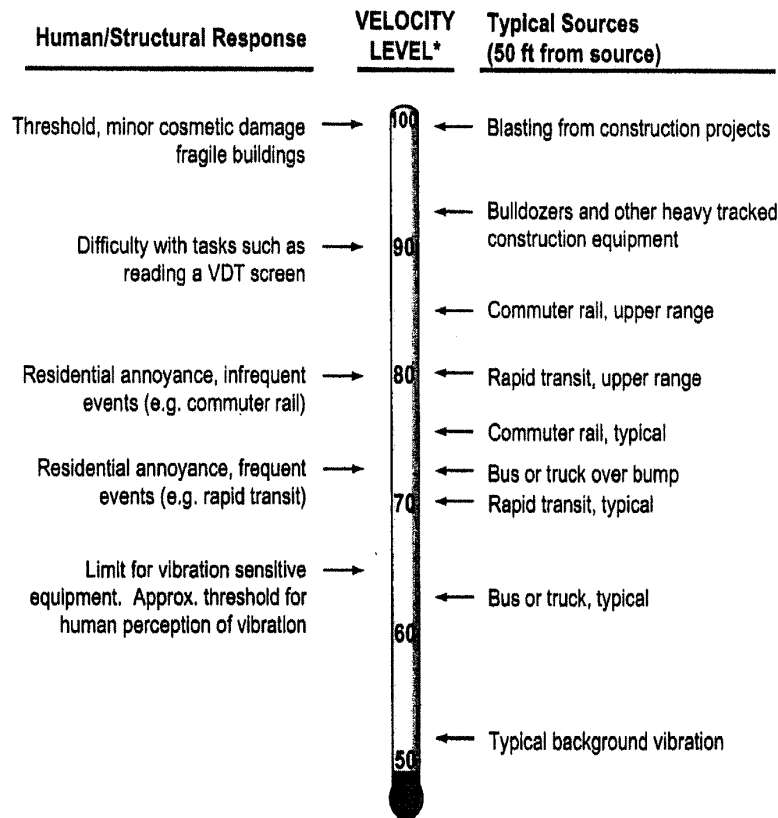 Human/Structural Response
VELOCITY
LEVEL*
Typical Sources
(50 ft from source)
Threshold, minor cosmetic damage
fragile buildings
100
Blasting from construction projects
Bulldozers and other heavy tracked
construction equipment
Difficulty with tasks such as
reading a VDT screen
90
Commuter rail, upper range
Residential annoyance, infrequent
events (e.g. commuter rail)
80
Rapid transit, upper range
Commuter rail, typical
Residential annoyance, frequent
events (e.g. rapid transit)
Bus or truck over bump
70
Rapid transit, typical
Limit for vibration sensitive
equipment. Approx. threshold for
human perception of vibration
Bus or truck, typical
60
Typical background vibration
50